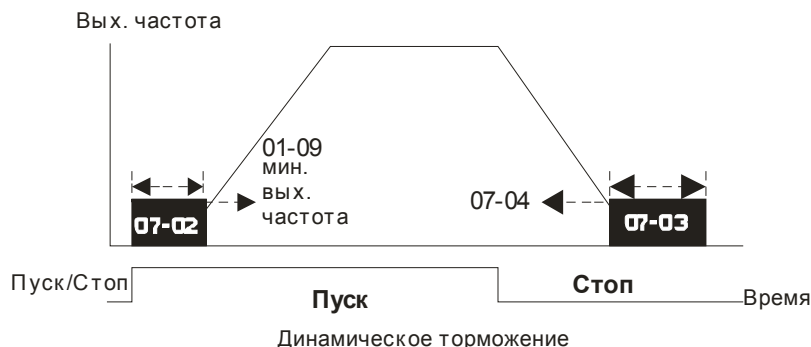 Вых. частота
01-09
мин.
вых.
частота
07-02
07-04
07-03
Пуск/Стоп
Пуск
Стоп
Время
Динамическое торможение